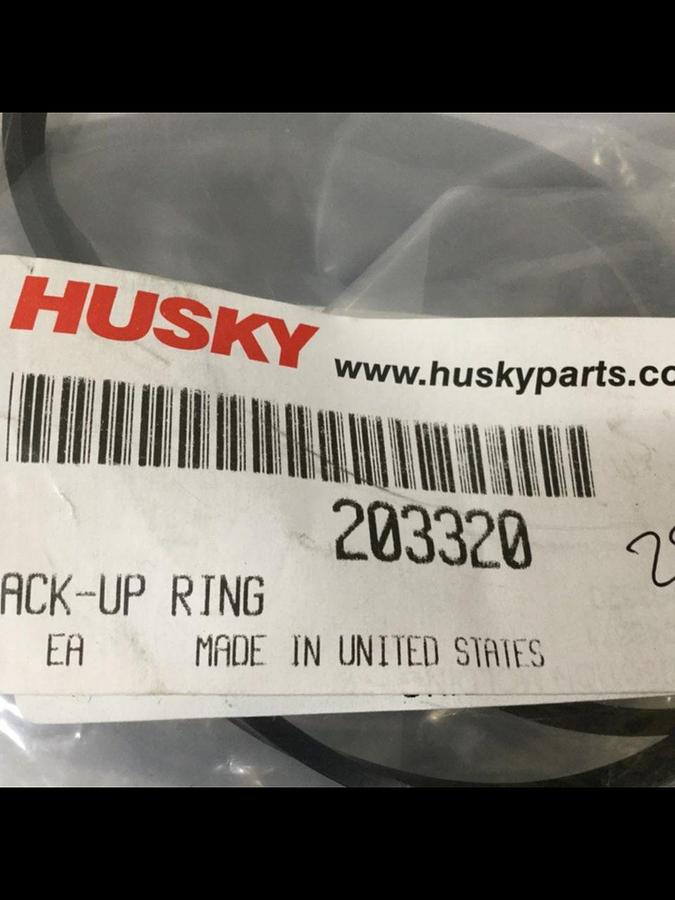 HUSKY
www.huskyparts.co
203320
ACK-UP RING
EA MADE IN UNITED STATES